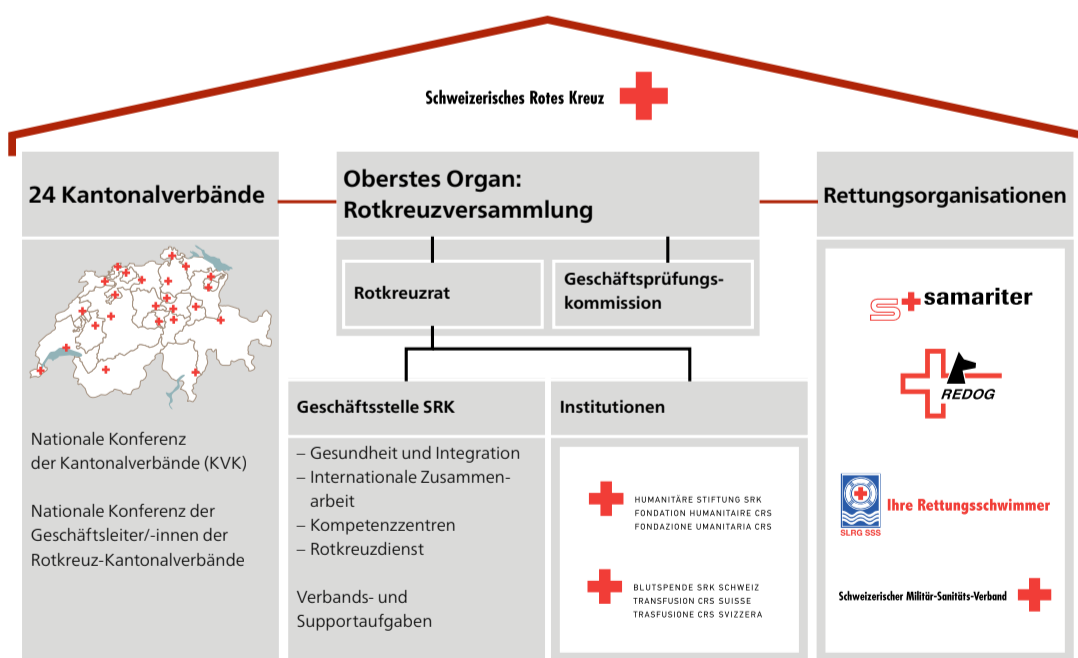 Schweizerisches Rotes Kreuz
24 Kantonalverbände
Nationale Konferenz
der Kantonalverbände (KVK)
Nationale Konferenz der
Geschäftsleiter/-innen der
Rotkreuz-Kantonalverbände
Oberstes Organ:
Rotkreuzversammlung
Rotkreuzrat
Geschäftsprüfungs-
kommission
Geschäftsstelle SRK
– Gesundheit und Integration
– Internationale Zusammen-
arbeit
– Kompetenzzentren
– Rotkreuzdienst
Verbands- und
Supportaufgaben
Institutionen
HUMANITÄRE STIFTUNG SRK
FONDATION HUMANITAIRE CRS
FONDAZIONE UMANITARIA CRS
BLUTSPENDE SRK SCHWEIZ
TRANSFUSION CRS SUISSE
TRASFUSIONE CRS SVIZZERA
Rettungsorganisationen
s samariter
REDOG
Ihre Rettungsschwimmer
SLRG SSS
Schweizerischer Militär-Sanitäts-Verband